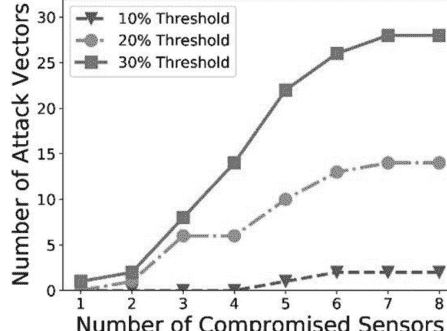 Number of Attack Vectors
30
25
20
15
10
5
0
10% Threshold
20% Threshold
30% Threshold
1 2 3 4 5 6 7 8
Number of Compromised Sensors